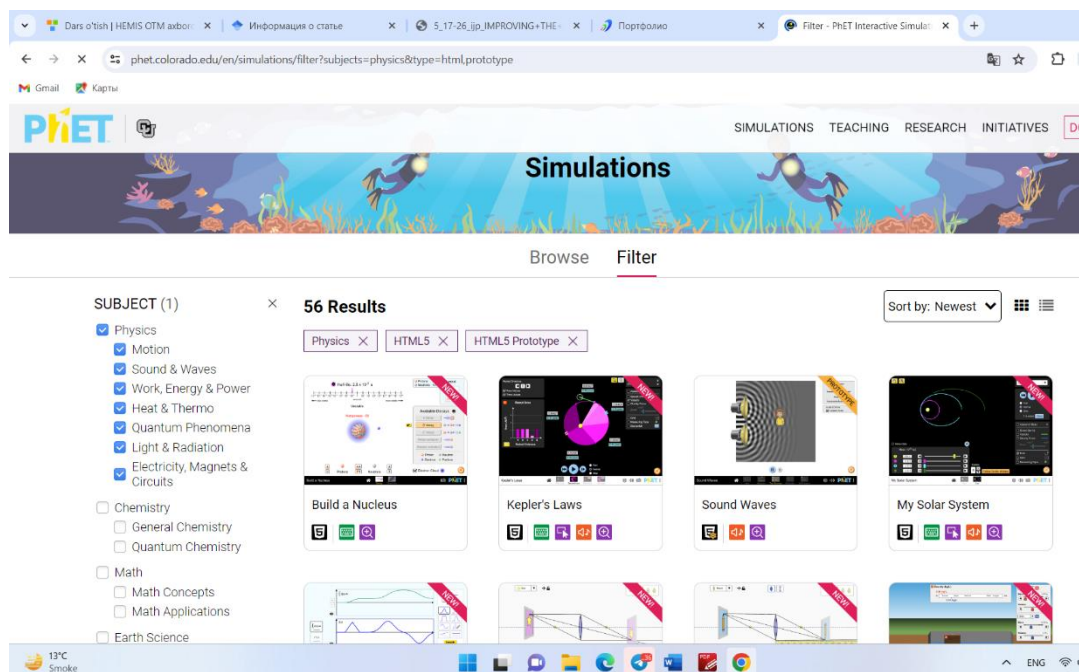 Dars o'tish | HEMIS OTM axbor
Информация о статье
5_17-26_ijp_IMPROVING+THE+
Портфолио
Filter - PhET Interactive Simulat
phet.colorado.edu/en/simulations/filter?subjects=physics&type=html,prototype
Gmail
Карты
PhET
SIMULATIONS TEACHING RESEARCH INITIATIVES
Simulations
Browse Filter
SUBJECT (1)
Physics
Motion
Sound & Waves
Work, Energy & Power
Heat & Thermo
Quantum Phenomena
Light & Radiation
Electricity, Magnets &
Circuits
Chemistry
General Chemistry
Quantum Chemistry
Math
Math Concepts
Math Applications
Earth Science
56 Results
Sort by: Newest
Physics HTML5 HTML5 Prototype
NEW!
NEW!
PROTOTYPE
NEW!
Build a Nucleus
Kepler's Laws
Sound Waves
My Solar System
NEW!
NEW!
NEW!
NEW!
13°C
Smoke
ENG